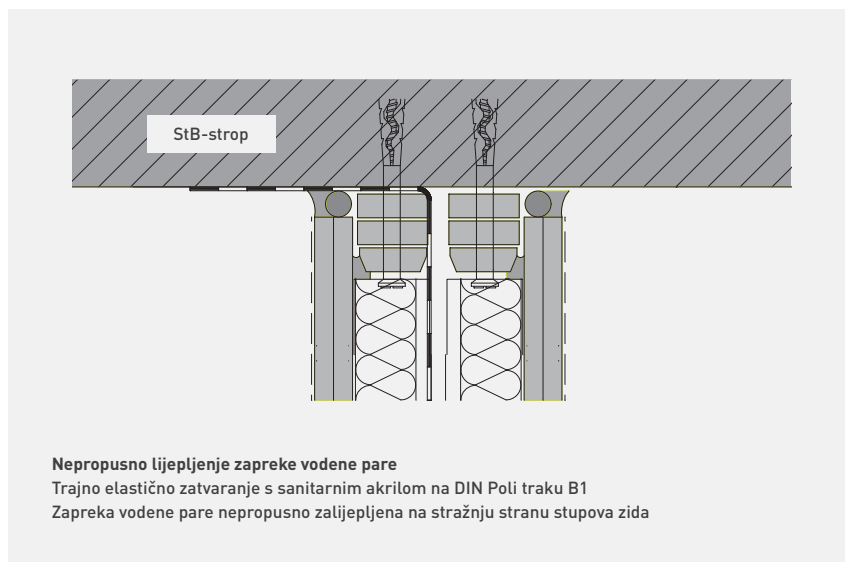 StB-strop
Nepropusno lijepljenje zapreke vodene pare
Trajno elastično zatvaranje s sanitarnim akrilom na DIN Poli traku B1
Zapreka vodene pare nepropusno zalijepljena na stražnju stranu stupova zida